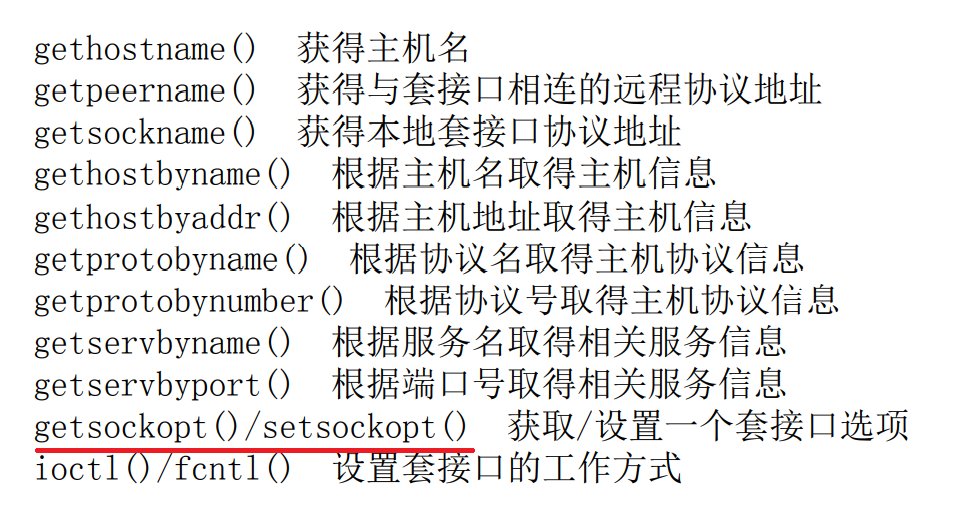 gethostname() 获得主机名
getpeername() 获得与套接口相连的远程协议地址
getsockname() 获得本地套接口协议地址
gethostbyname() 根据主机名取得主机信息
gethostbyaddr() 根据主机地址取得主机信息
getprotobyname() 根据协议名取得主机协议信息
getprotobynumber() 根据协议号取得主机协议信息
getservbyname() 根据服务名取得相关服务信息
getservbyport() 根据端口号取得相关服务信息
getsockopt()/setsockopt() 获取/设置一个套接口选项
ioctl()/fcntl() 设置套接口的工作方式